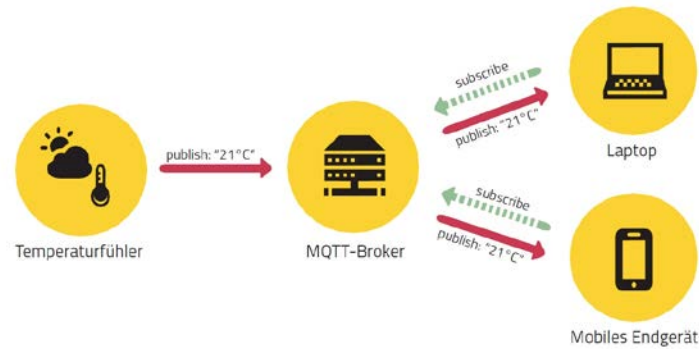 subscribe
publish: "21°C"
Laptop
publish: "21°C"
Temperaturfühler
MQTT-Broker
subscribe
publish: "21°C"
Mobiles Endgerät